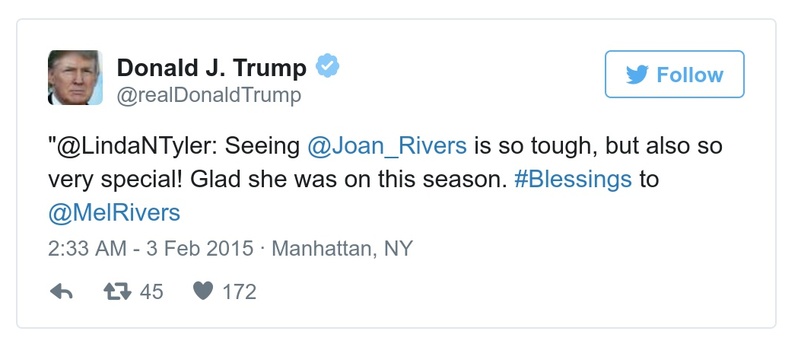 Donald J. Trump
@realDonaldTrump
Follow
"@LindaNTyler: Seeing @Joan_Rivers is so tough, but also so
very special! Glad she was on this season. #Blessings to
@MelRivers
2:33 AM - 3 Feb 2015 · Manhattan, NY
45 172